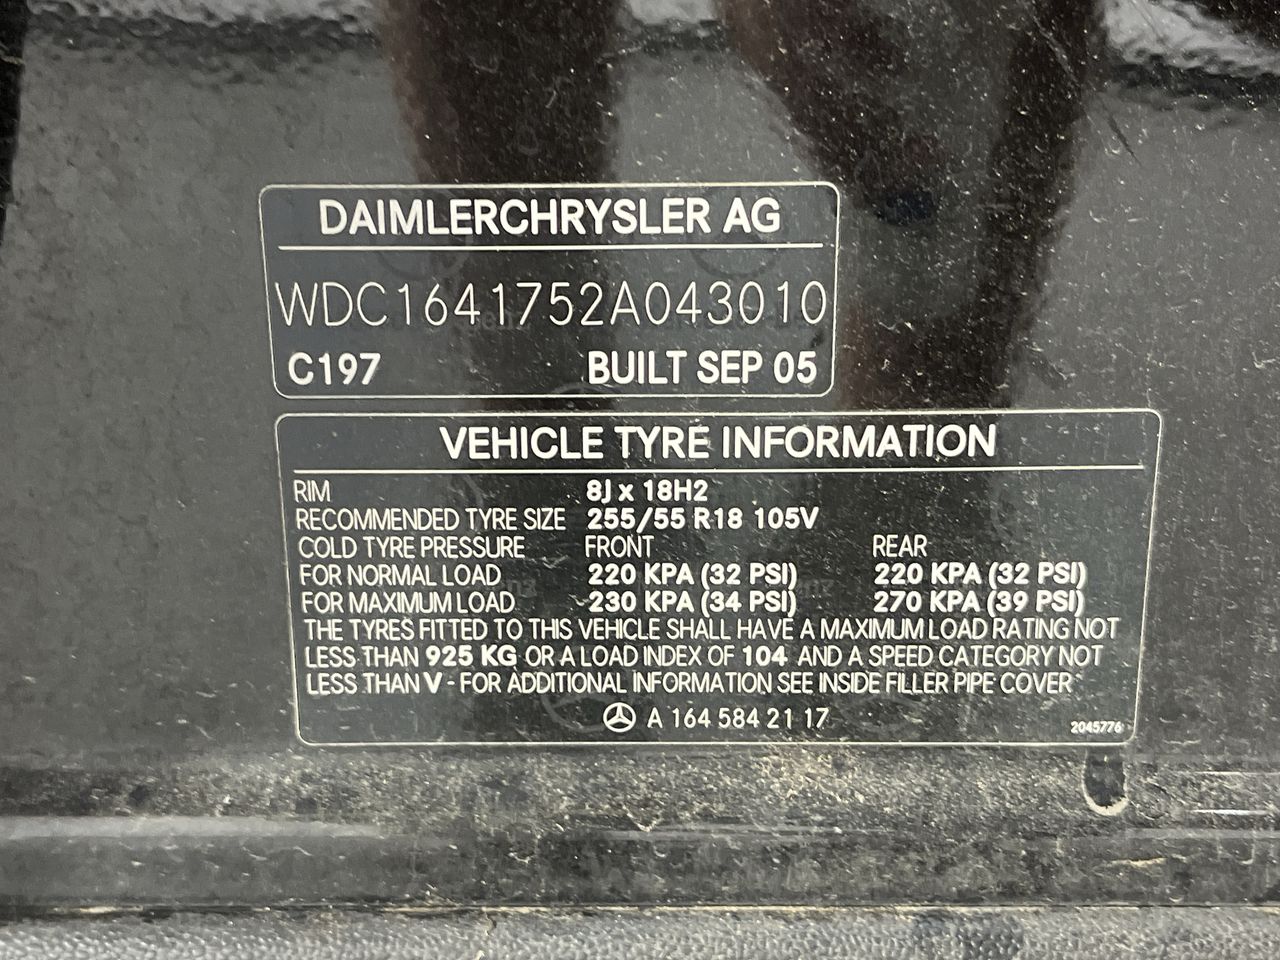 DAIMLERCHRYSLER AG
WDC1641752A043010
C197 BUILT SEP 05
VEHICLE TYRE INFORMATION
RIM 8J x 18H2
RECOMMENDED TYRE SIZE 255/55 R18 105V
COLD TYRE PRESSURE FRONT REAR
FOR NORMAL LOAD 220 KPA (32 PSI) 220 KPA (32 PSI)
FOR MAXIMUM LOAD 230 KPA (34 PSI) 270 KPA (39 PSI)
THE TYRES FITTED TO THIS VEHICLE SHALL HAVE A MAXIMUM LOAD RATING NOT
LESS THAN 925 KG OR A LOAD INDEX OF 104 AND A SPEED CATEGORY NOT
LESS THAN V - FOR ADDITIONAL INFORMATION SEE INSIDE FILLER PIPE COVER
A 164 584 21 17
2045776